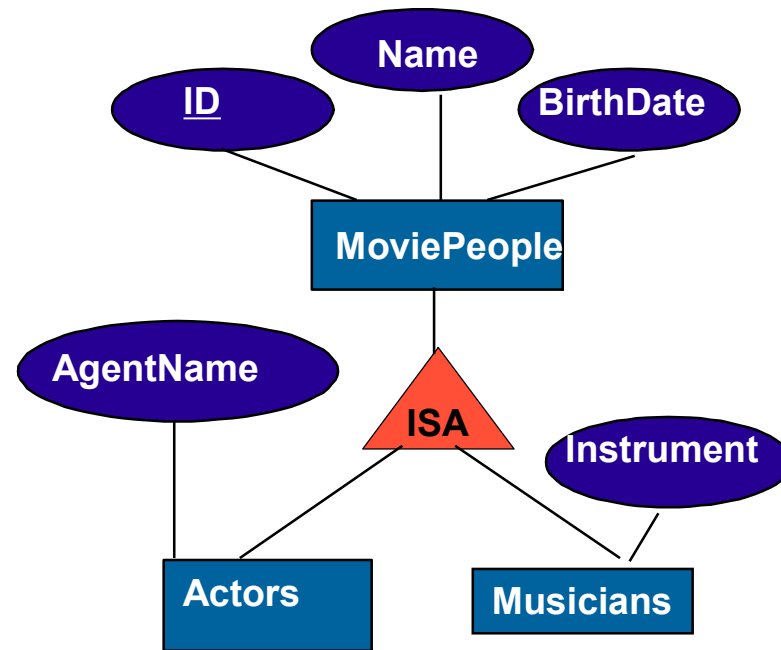 Name
ID
BirthDate
MoviePeople
AgentName
ISA
Instrument
Actors
Musicians